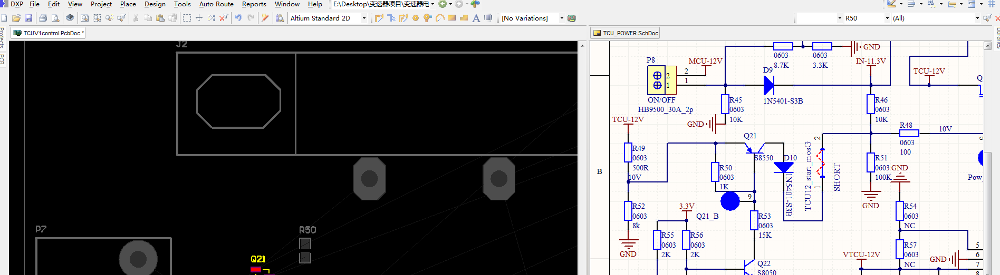 DXP File Edit View Project Place Design Tools Auto Route Reports Window Help E:\Desktop\变速器项目\变速器电
Altium Standard 2D [No Variations] R50 (All)
TCUV1control.PcbDoc * TCU_POWER.SchDoc
Projects
PCB
Libraries
J2
P7
R50
Q21
B
P8
2
1
2
1
ON/OFF
HB9500_30A_2p
MCU-12V
0603
8.7K
0603
3.3K
GND
D9
1N5401-S3B
IN-11.3V
TCU-12V
R45
0603
10K
GND
R46
0603
10K
R48
0603
100
10V
TCU-12V
R49
0603
500R
10V
R52
0603
8k
GND
Q21
S8550
R50
0603
1K
9
Q21_B
D10
1N5401-S3B
TCU12_start_mosG
2
1
SHORT
R51
0603
100K
GND
GND
R53
0603
15K
3.3V
R55
0603
2K
R56
0603
2K
Q22
S8050
R54
0603
NC
R57
0603
NC
VTCU-12V
GND
5
6
7
8